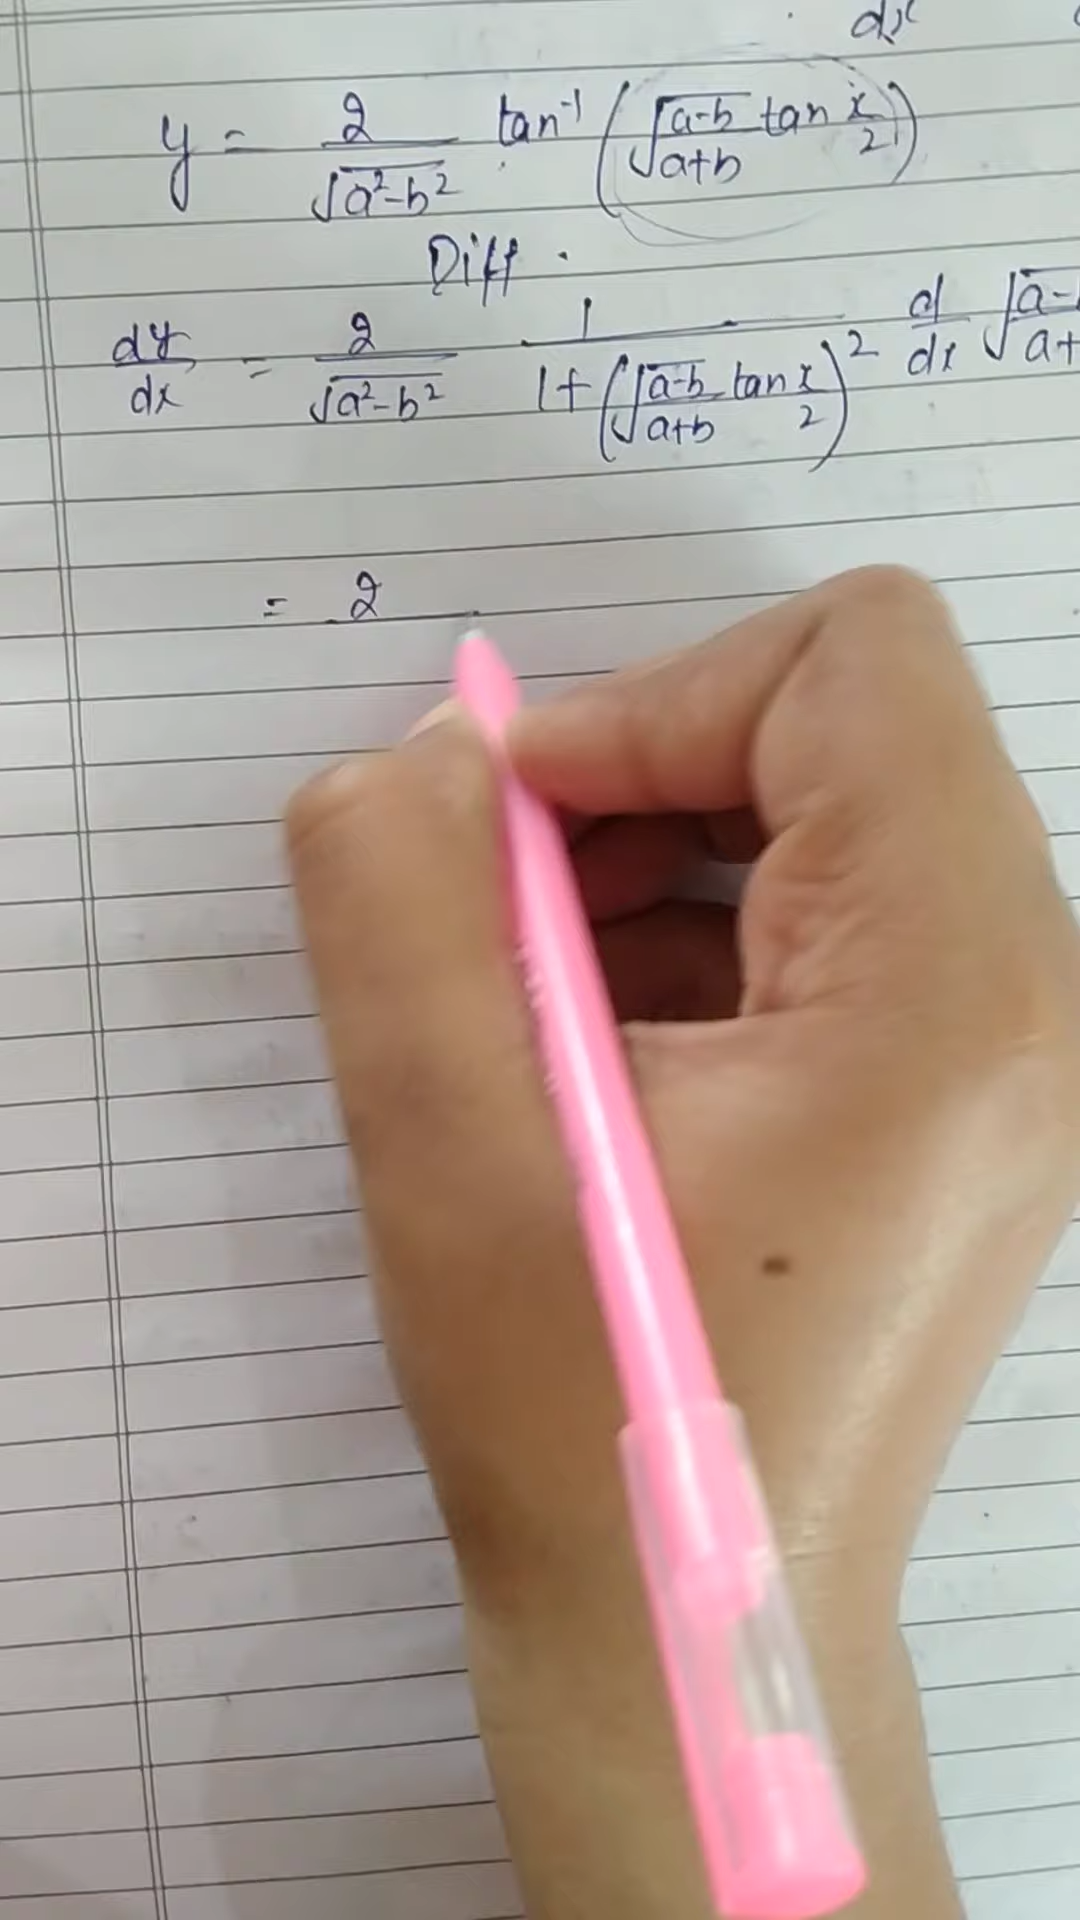 dx
y = 2/√(a²-b²) tan⁻¹ (√((a-b)/(a+b)) tan x/2)
Diff.
dy/dx = 2/√(a²-b²) 1/(1+(√((a-b)/(a+b)) tan x/2)²) d/dx √(a-/(a+
= 2